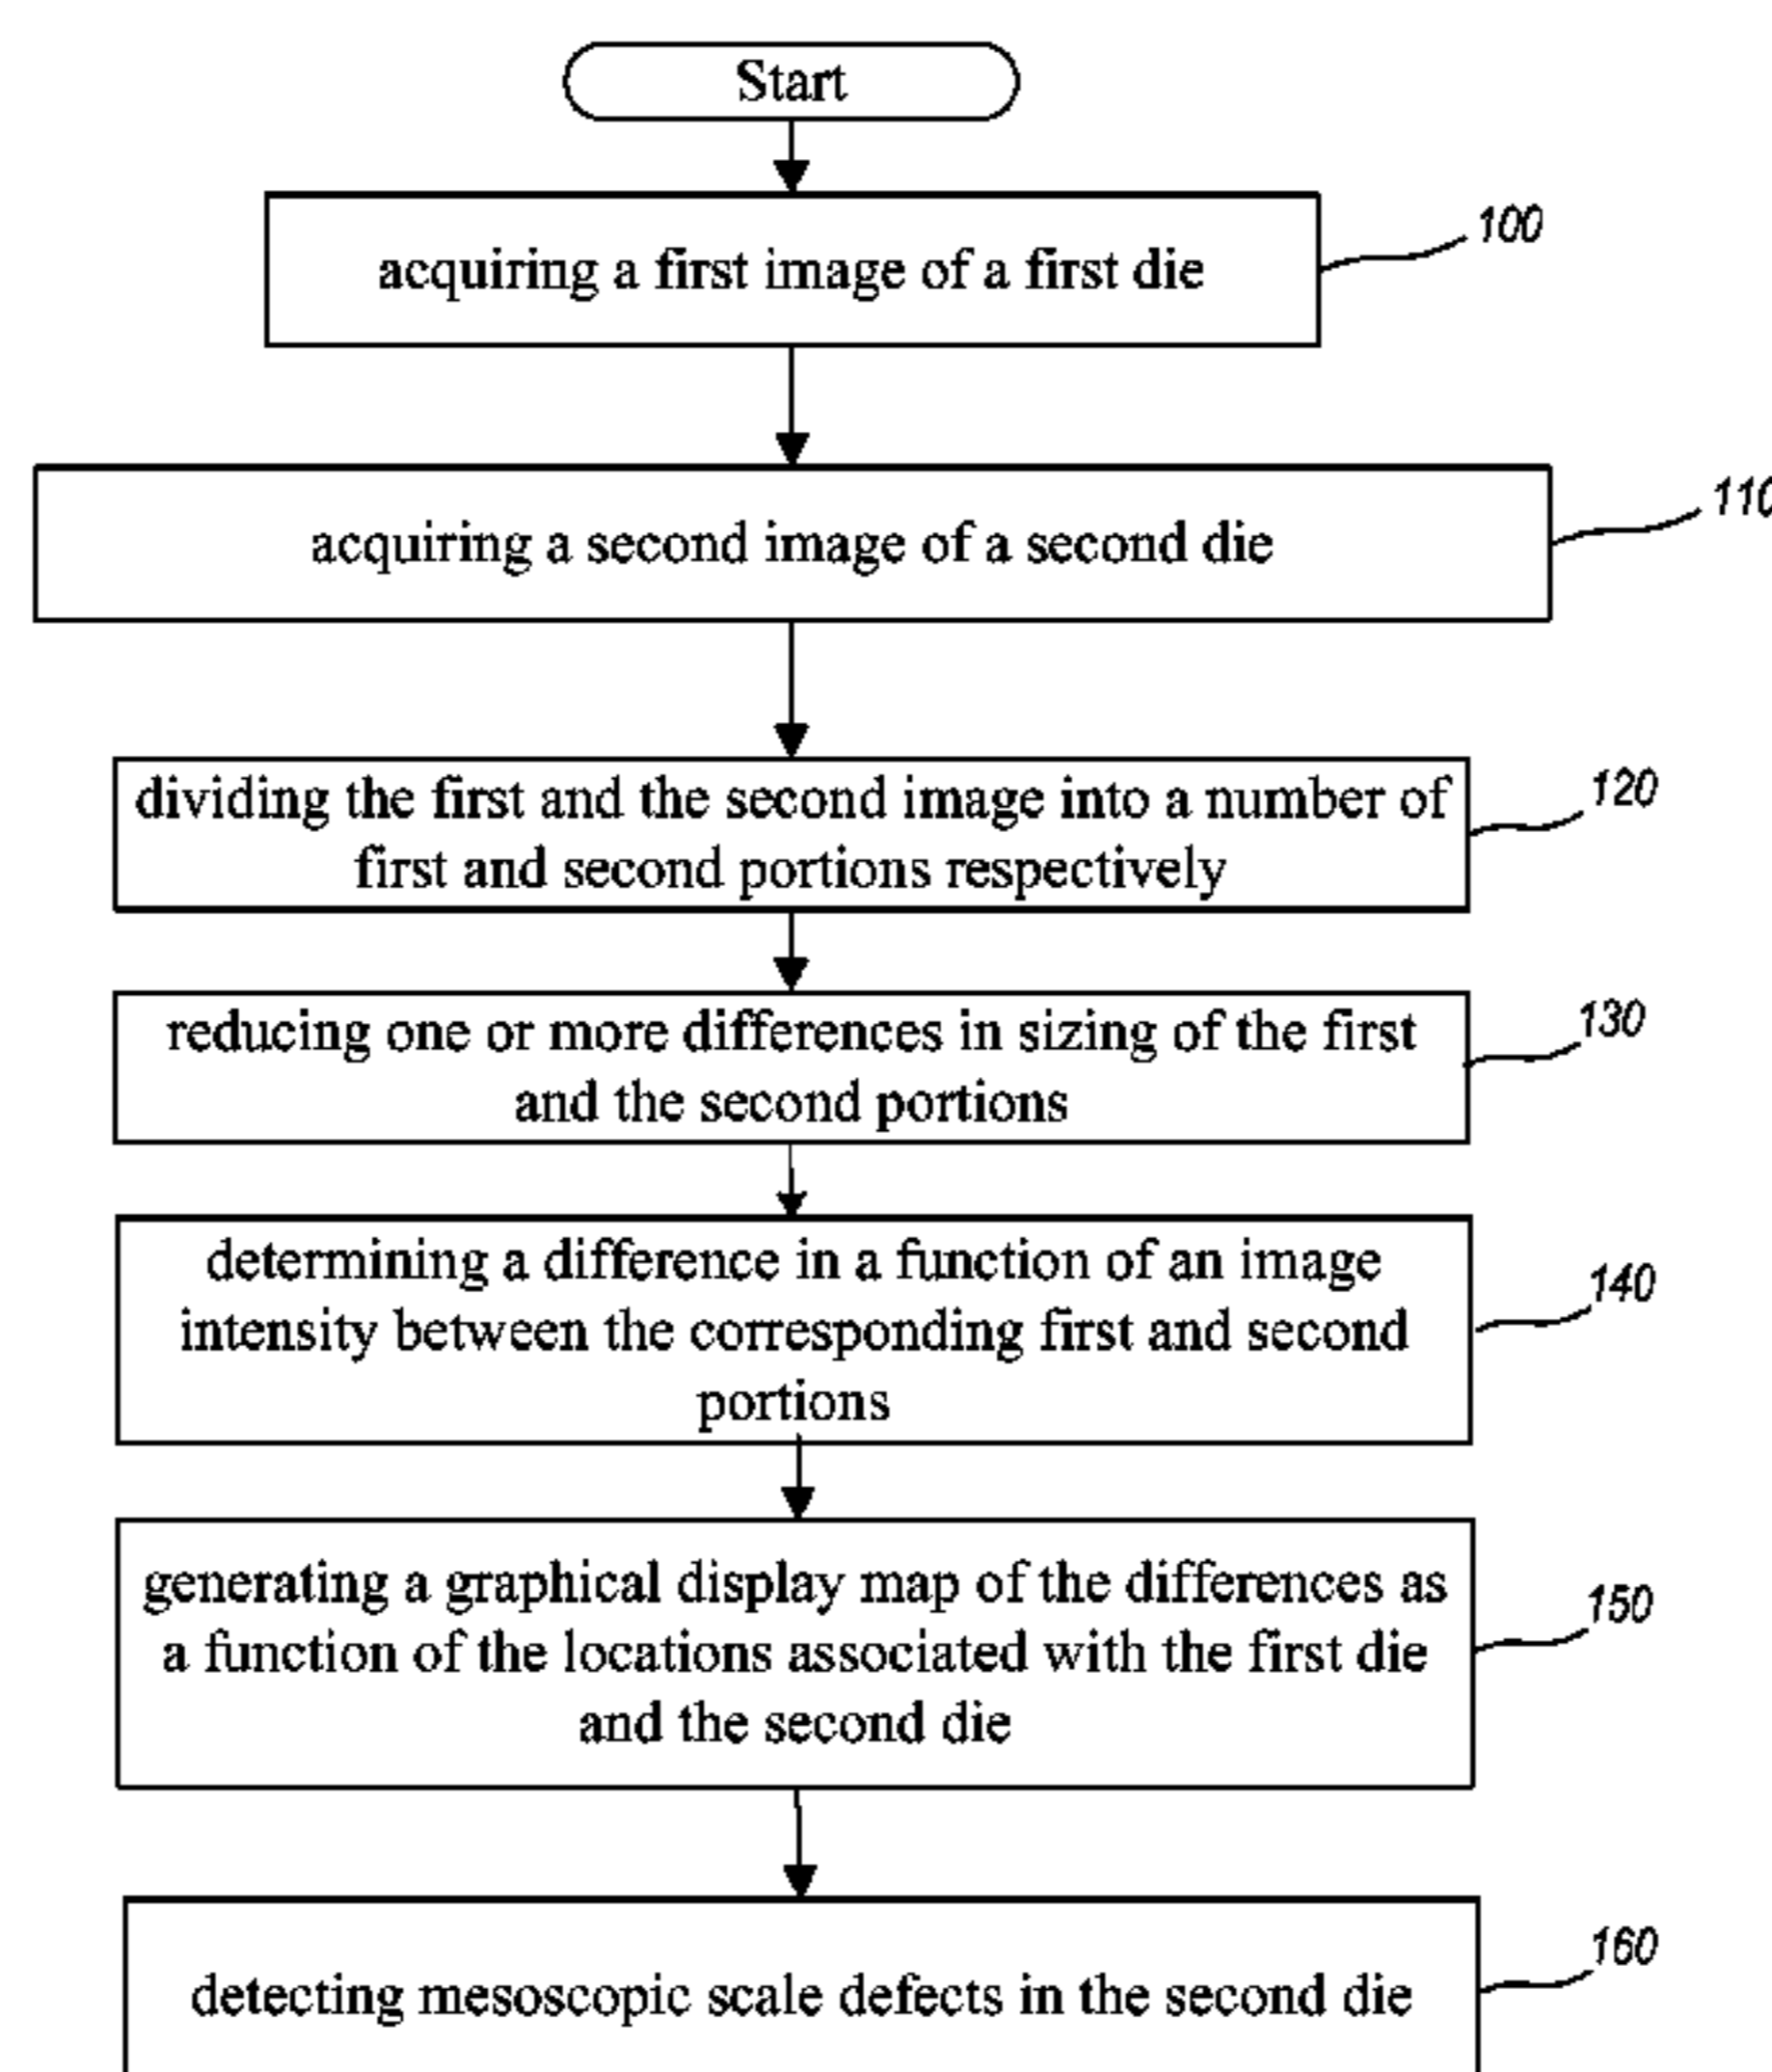 Start
acquiring a first image of a first die
100
acquiring a second image of a second die
110
dividing the first and the second image into a number of
first and second portions respectively
120
reducing one or more differences in sizing of the first
and the second portions
130
determining a difference in a function of an image
intensity between the corresponding first and second
portions
140
generating a graphical display map of the differences as
a function of the locations associated with the first die
and the second die
150
detecting mesoscopic scale defects in the second die
160